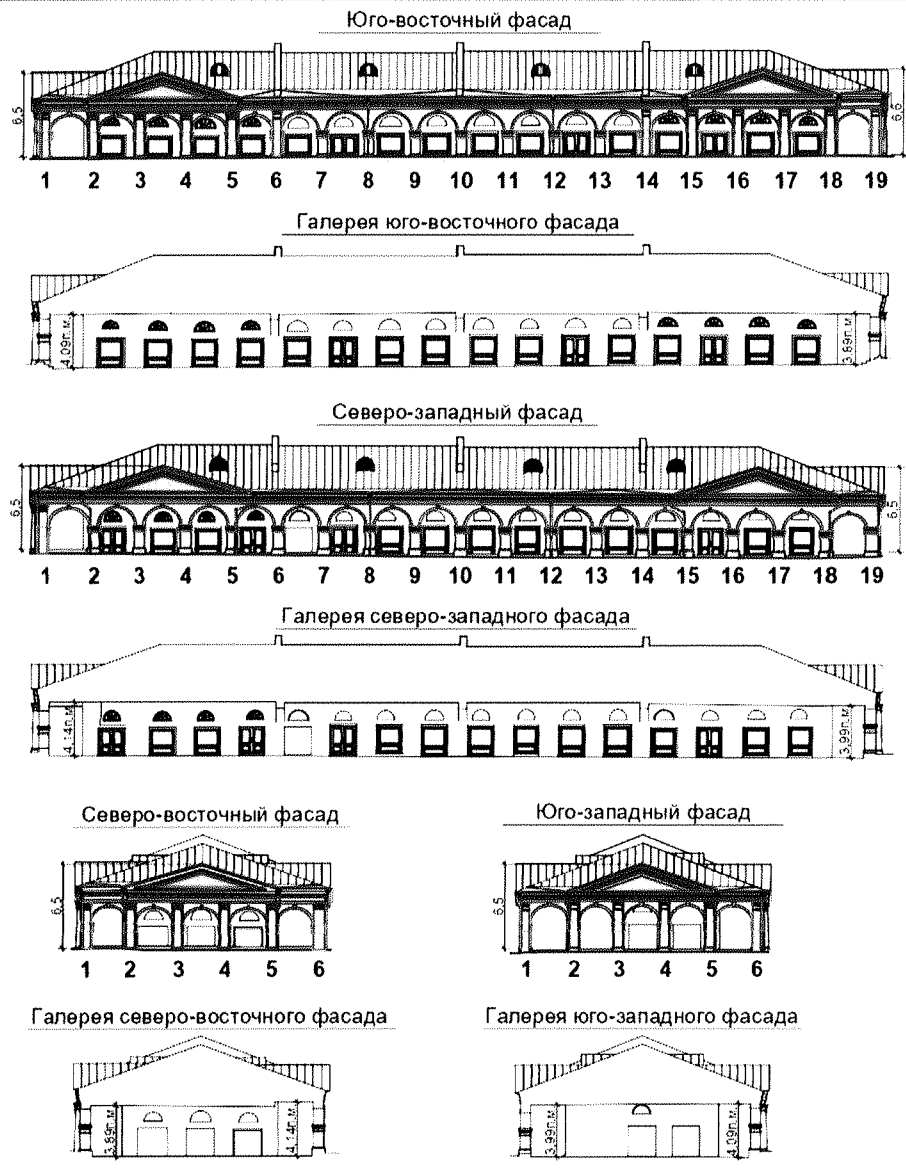 Юго-восточный фасад
6,5 6,5
1 2 3 4 5 6 7 8 9 10 11 12 13 14 15 16 17 18 19
Галерея юго-восточного фасада
4,09п.м. 3,89п.м.
Северо-западный фасад
6,5 6,5
1 2 3 4 5 6 7 8 9 10 11 12 13 14 15 16 17 18 19
Галерея северо-западного фасада
4,14п.м. 3,99п.м.
Северо-восточный фасад Юго-западный фасад
6,5 6,5
1 2 3 4 5 6 1 2 3 4 5 6
Галерея северо-восточного фасада Галерея юго-западного фасада
3,89п.м. 4,14п.м. 3,99п.м. 4,09п.м.